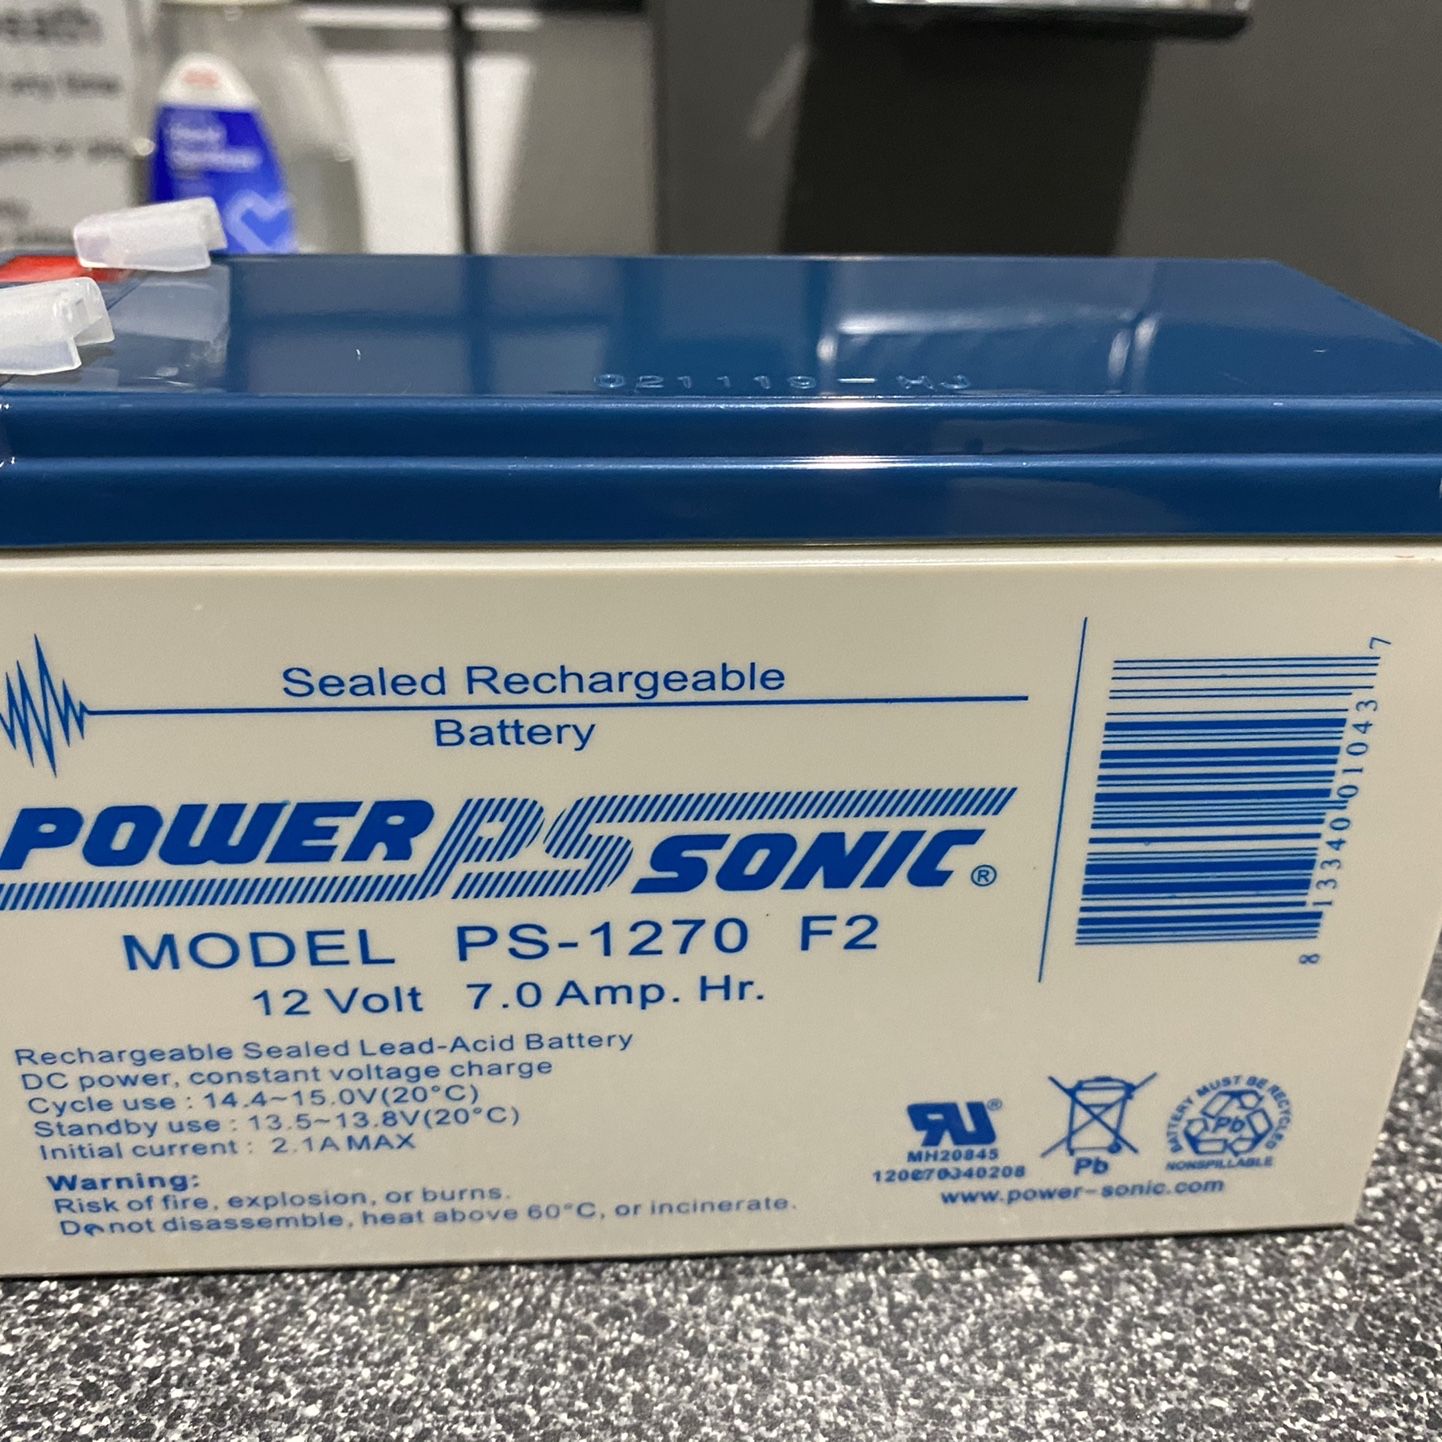 eath
any time
021119-HJ
Sealed Rechargeable
Battery
POWER PS SONIC®
MODEL PS-1270 F2
12 Volt 7.0 Amp. Hr.
Rechargeable Sealed Lead-Acid Battery
DC power, constant voltage charge
Cycle use : 14.4~15.0V(20°C)
Standby use : 13.5~13.8V(20°C)
Initial current : 2.1A MAX
Warning:
Risk of fire, explosion, or burns.
Do not disassemble, heat above 60°C, or incinerate.
8 13340 01043 7
®
MH20845
Pb
BATTERY MUST BE RECYCLED
Pb
NONSPILLABLE
www.power-sonic.com